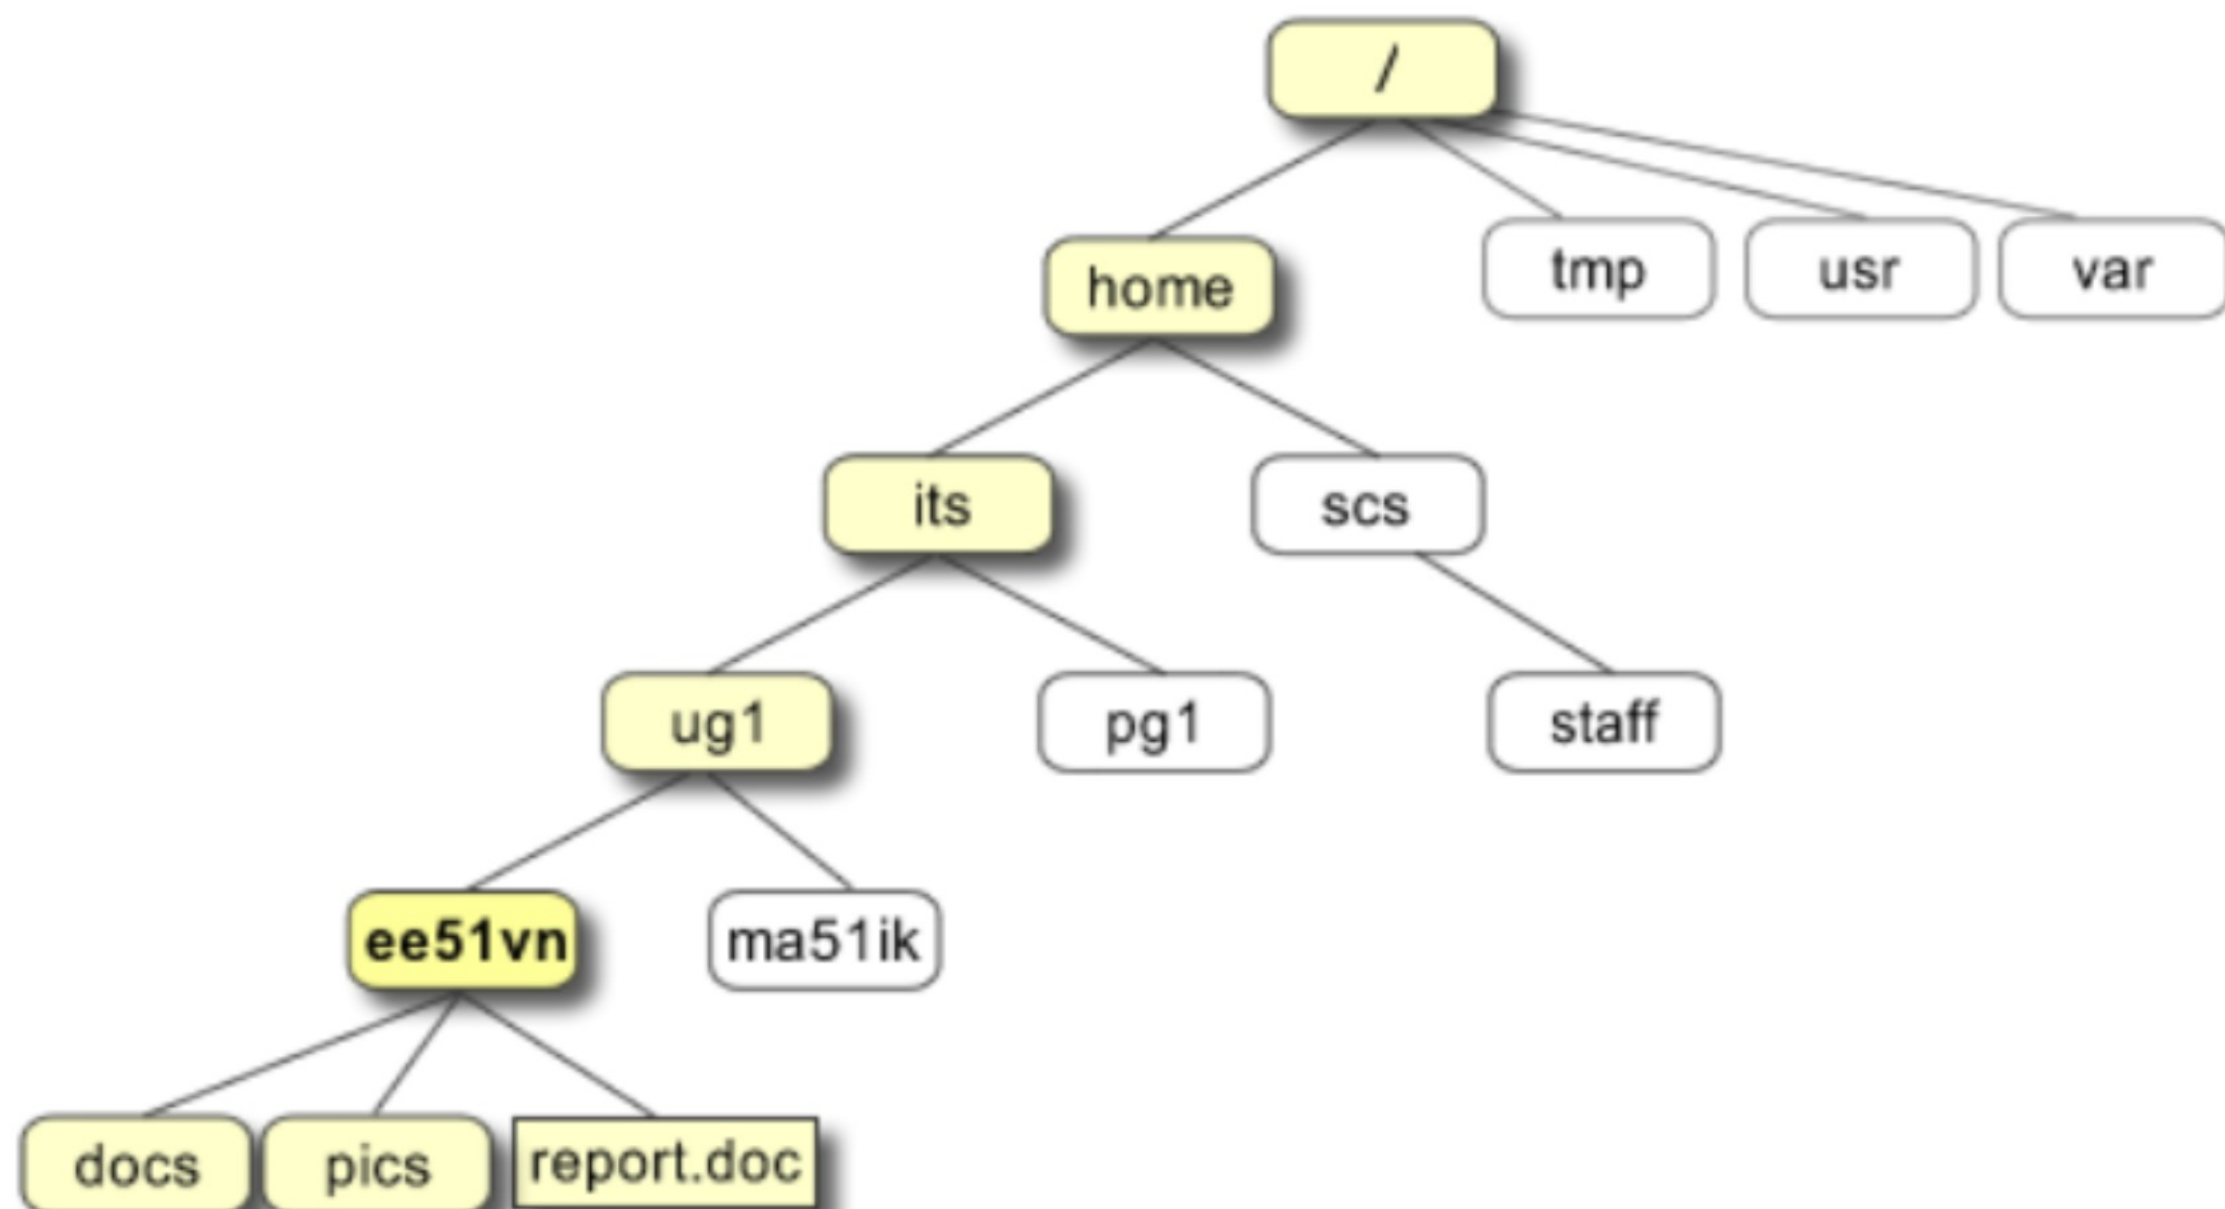 /
home
tmp
usr
var
its
scs
ug1
pg1
staff
ee51vn
ma51ik
docs
pics
report.doc